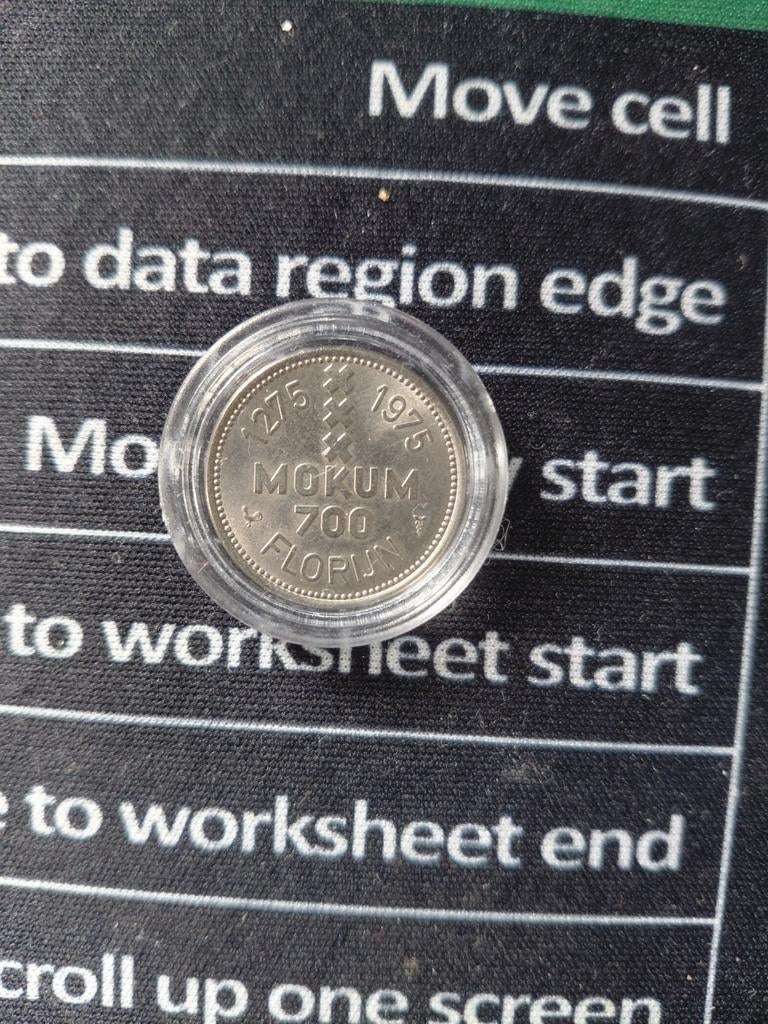 Move cell
to data region edge
Mo
start
1275 1975
MOKUM
700
FLORIJN
to worksheet start
to worksheet end
croll up one screen